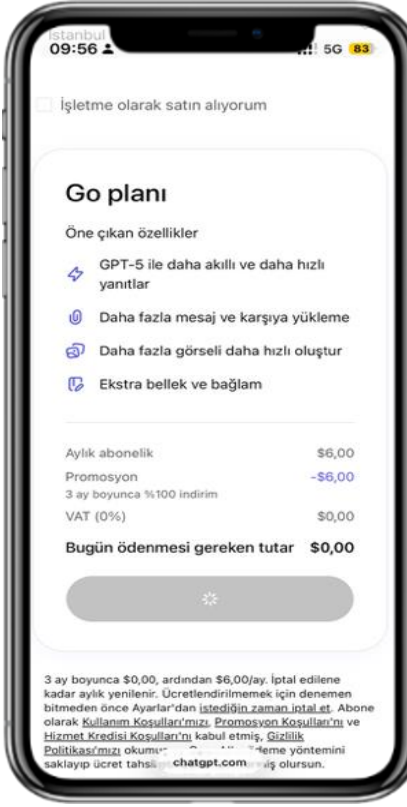 İstanbul
09:56 5G 83
İşletme olarak satın alıyorum
Go planı
Öne çıkan özellikler
GPT-5 ile daha akıllı ve daha hızlı
yanıtlar
Daha fazla mesaj ve karşıya yükleme
Daha fazla görseli daha hızlı oluştur
Ekstra bellek ve bağlam
Aylık abonelik $6,00
Promosyon -$6,00
3 ay boyunca %100 indirim
VAT (0%) $0,00
Bugün ödenmesi gereken tutar $0,00
3 ay boyunca $0,00, ardından $6,00/ay. İptal edilene
kadar aylık yenilenir. Ücretlendirilmemek için denemen
bitmeden önce Ayarlar'dan istediğin zaman iptal et. Abone
olarak Kullanım Koşulları'mızı, Promosyon Koşulları'nı ve
Hizmet Kredisi Koşulları'nı kabul etmiş, Gizlilik
Politikası'mızı ödeme yöntemini
saklayıp ücret chatgpt.com olursun.